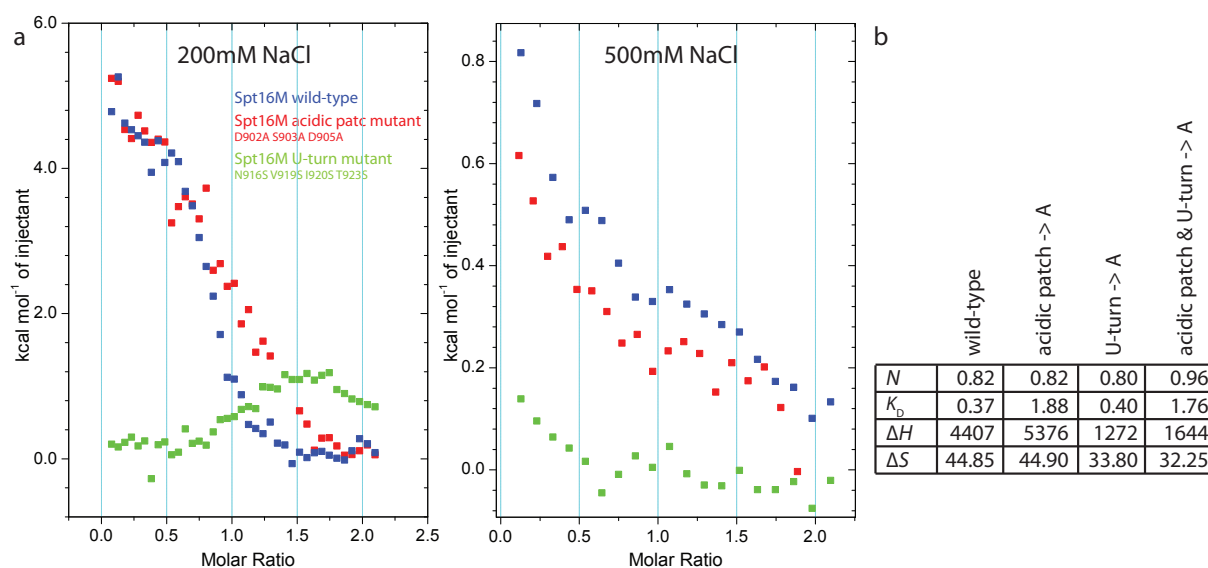 a
200mM NaCl
Spt16M wild-type
Spt16M acidic patc mutant
D902A S903A D905A
Spt16M U-turn mutant
N916S V919S I920S T923S
kcal mol⁻¹ of injectant
6.0
4.0
2.0
0.0
0.0 0.5 1.0 1.5 2.0 2.5
Molar Ratio
500mM NaCl
kcal mol⁻¹ of injectant
0.8
0.6
0.4
0.2
0.0
0.0 0.5 1.0 1.5 2.0
Molar Ratio
b
wild-type
acidic patch -> A
U-turn -> A
acidic patch & U-turn -> A
N 0.82 0.82 0.80 0.96
KD 0.37 1.88 0.40 1.76
ΔH 4407 5376 1272 1644
ΔS 44.85 44.90 33.80 32.25